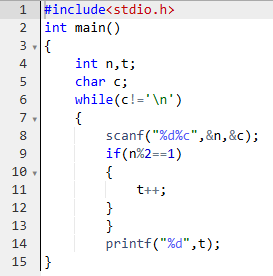 1 #include<stdio.h>
2 int main()
3 {
4 int n,t;
5 char c;
6 while(c!='\n')
7 {
8 scanf("%d%c",&n,&c);
9 if(n%2==1)
10 {
11 t++;
12 }
13 }
14 printf("%d",t);
15 }